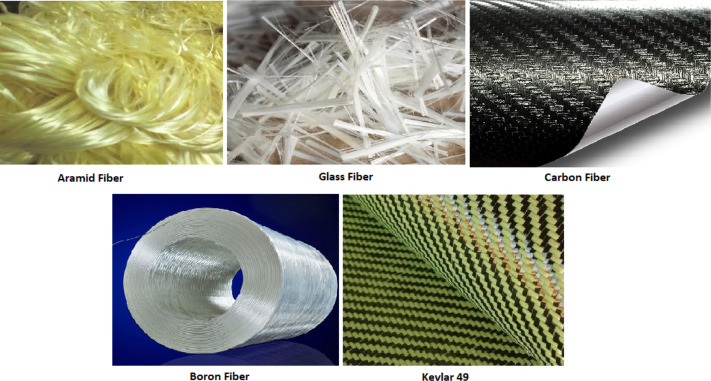 Aramid Fiber
Glass Fiber
Carbon Fiber
Boron Fiber
Kevlar 49